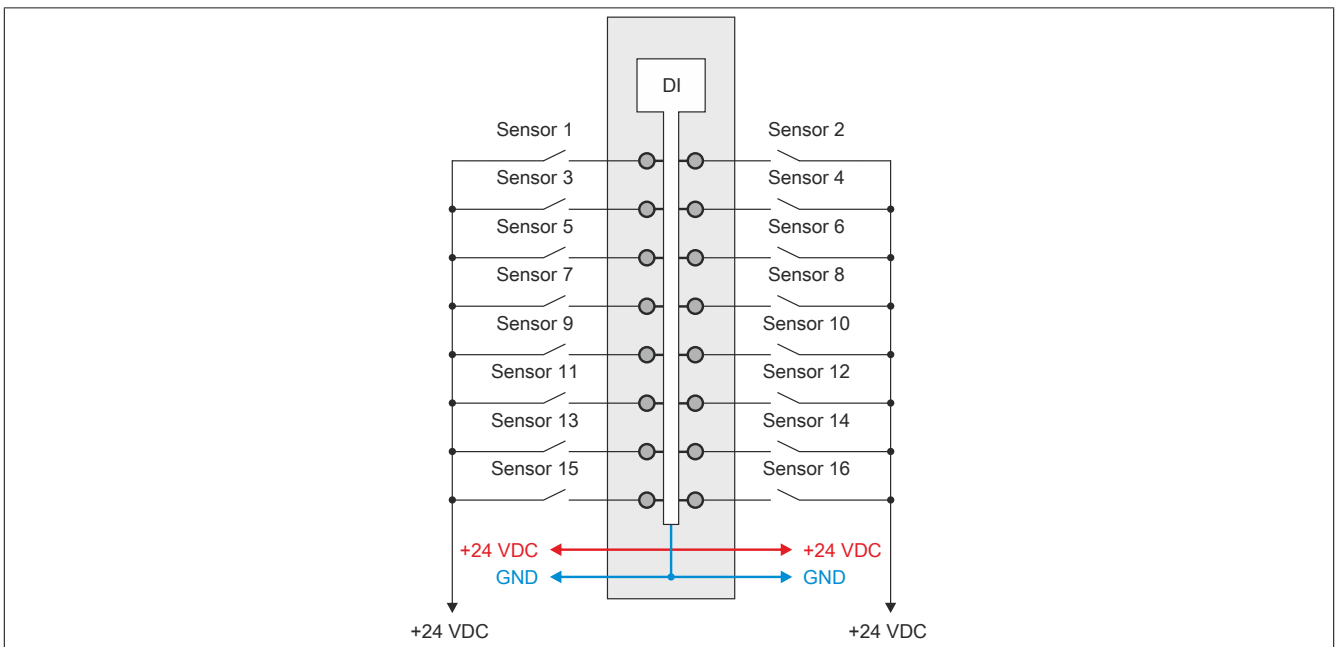 DI
Sensor 1 Sensor 2
Sensor 3 Sensor 4
Sensor 5 Sensor 6
Sensor 7 Sensor 8
Sensor 9 Sensor 10
Sensor 11 Sensor 12
Sensor 13 Sensor 14
Sensor 15 Sensor 16
+24 VDC +24 VDC
GND GND
+24 VDC +24 VDC